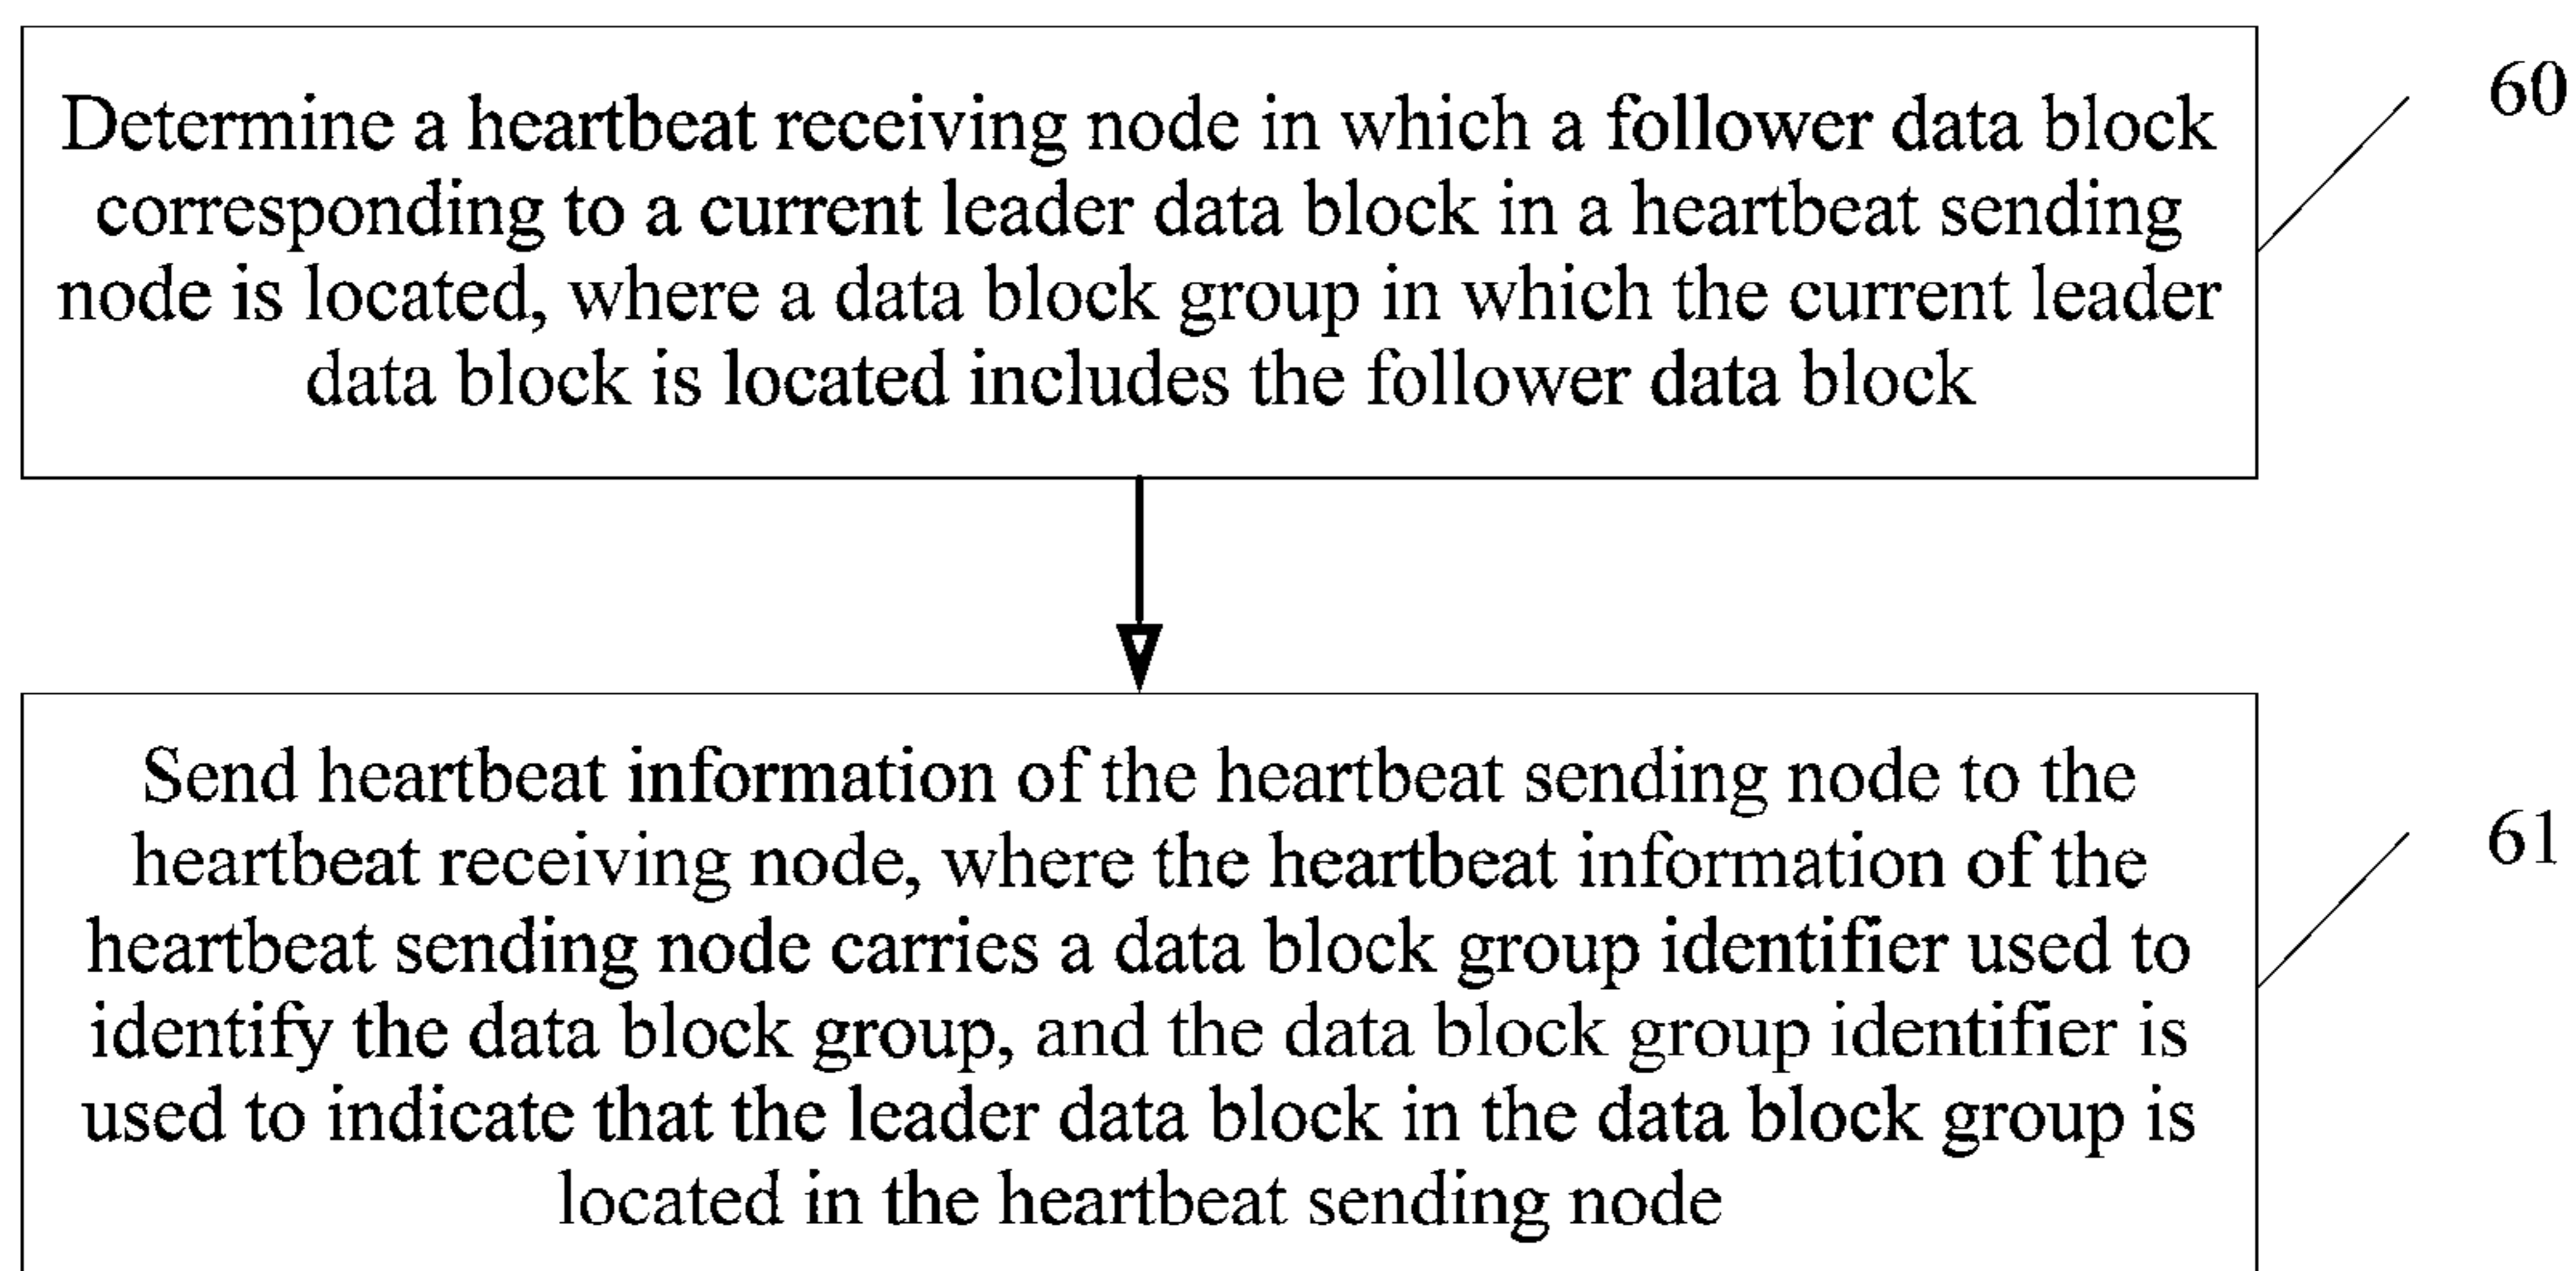 Determine a heartbeat receiving node in which a follower data block
corresponding to a current leader data block in a heartbeat sending
node is located, where a data block group in which the current leader
data block is located includes the follower data block
60
Send heartbeat information of the heartbeat sending node to the
heartbeat receiving node, where the heartbeat information of the
heartbeat sending node carries a data block group identifier used to
identify the data block group, and the data block group identifier is
used to indicate that the leader data block in the data block group is
located in the heartbeat sending node
61